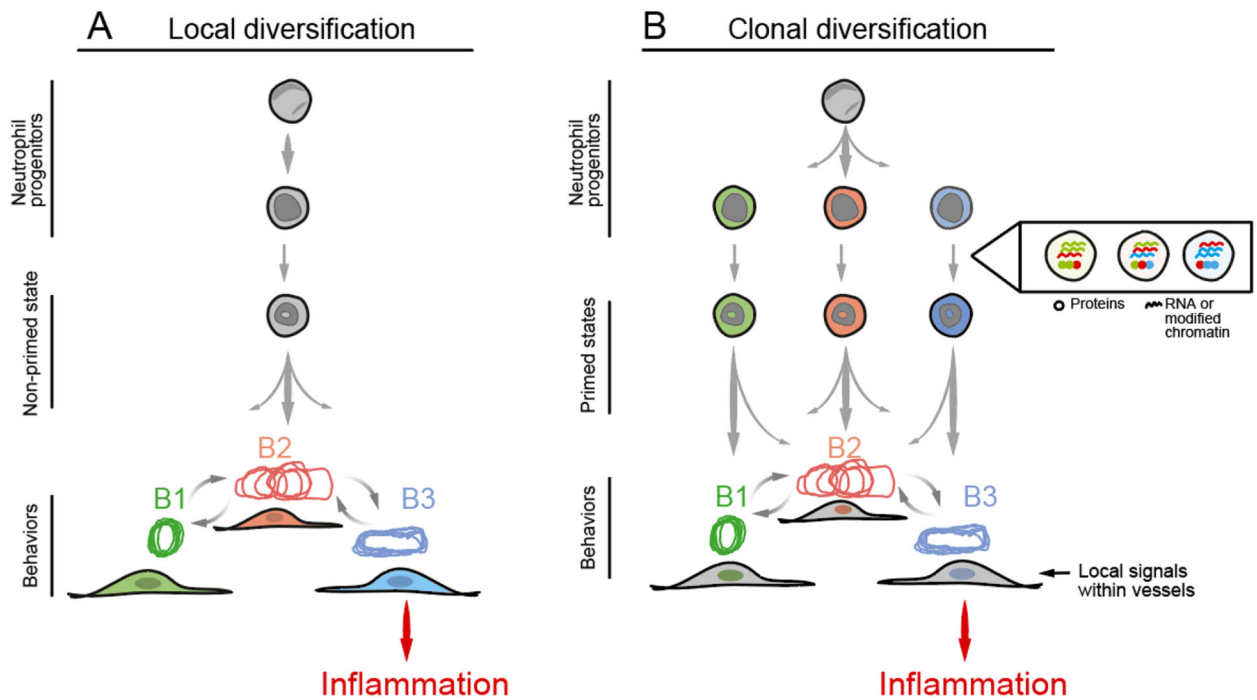 A
Local diversification
Neutrophil
progenitors
Non-primed state
Behaviors
B2
B1
B3
Inflammation
B
Clonal diversification
Neutrophil
progenitors
Primed states
Behaviors
Proteins
RNA or
modified
chromatin
B2
B1
B3
Local signals
within vessels
Inflammation